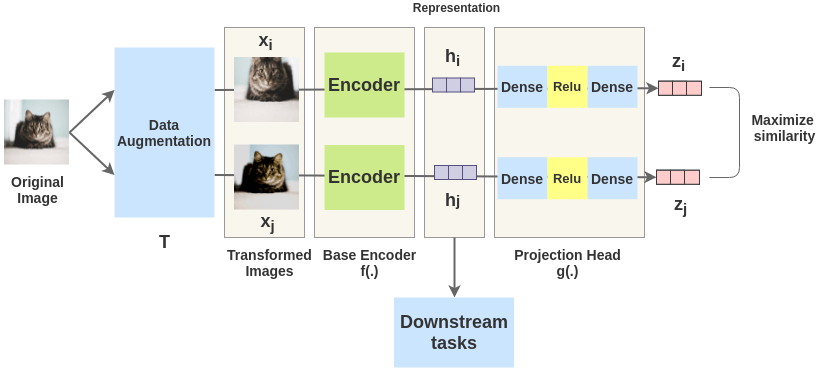 Representation
x_i
h_i
z_i
Encoder
Dense Relu Dense
Data
Augmentation
Maximize
similarity
Original
Image
Encoder
Dense Relu Dense
x_j
h_j
z_j
T
Transformed
Images
Base Encoder
f(.)
Projection Head
g(.)
Downstream
tasks